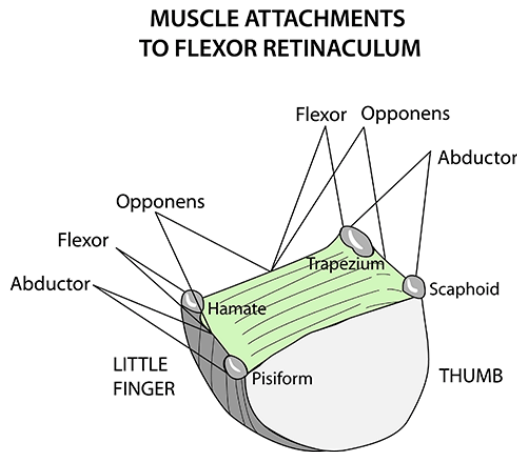 MUSCLE ATTACHMENTS
TO FLEXOR RETINACULUM
Flexor
Opponens
Abductor
Opponens
Flexor
Abductor
Trapezium
Scaphoid
Hamate
LITTLE
FINGER
Pisiform
THUMB